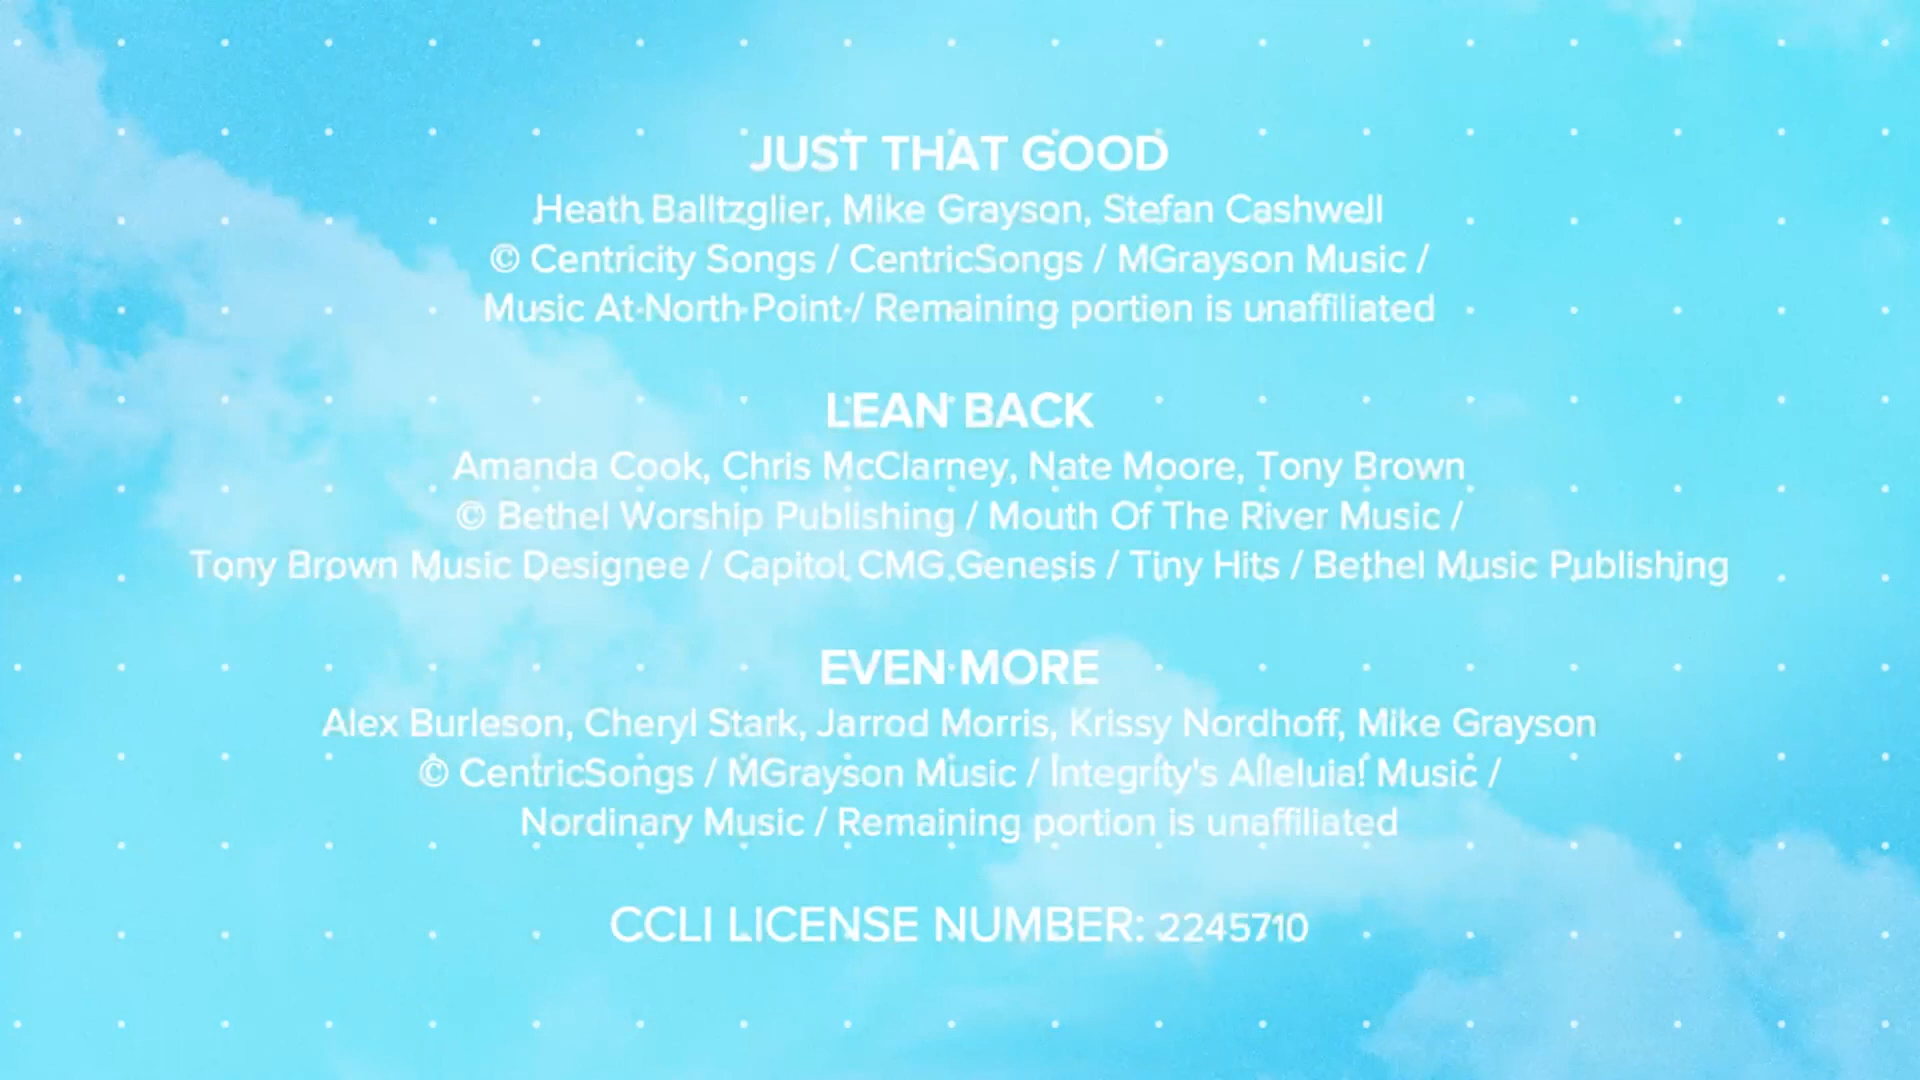 JUST THAT GOOD
Heath Balltzglier, Mike Grayson, Stefan Cashwell
© Centricity Songs / CentricSongs / MGrayson Music /
Music At North Point / Remaining portion is unaffiliated
LEAN BACK
Amanda Cook, Chris McClarney, Nate Moore, Tony Brown
© Bethel Worship Publishing / Mouth Of The River Music /
Tony Brown Music Designee / Capitol CMG Genesis / Tiny Hits / Bethel Music Publishing
EVEN MORE
Alex Burleson, Cheryl Stark, Jarrod Morris, Krissy Nordhoff, Mike Grayson
© CentricSongs / MGrayson Music / Integrity's Alleluia! Music /
Nordinary Music / Remaining portion is unaffiliated
CCLI LICENSE NUMBER: 2245710